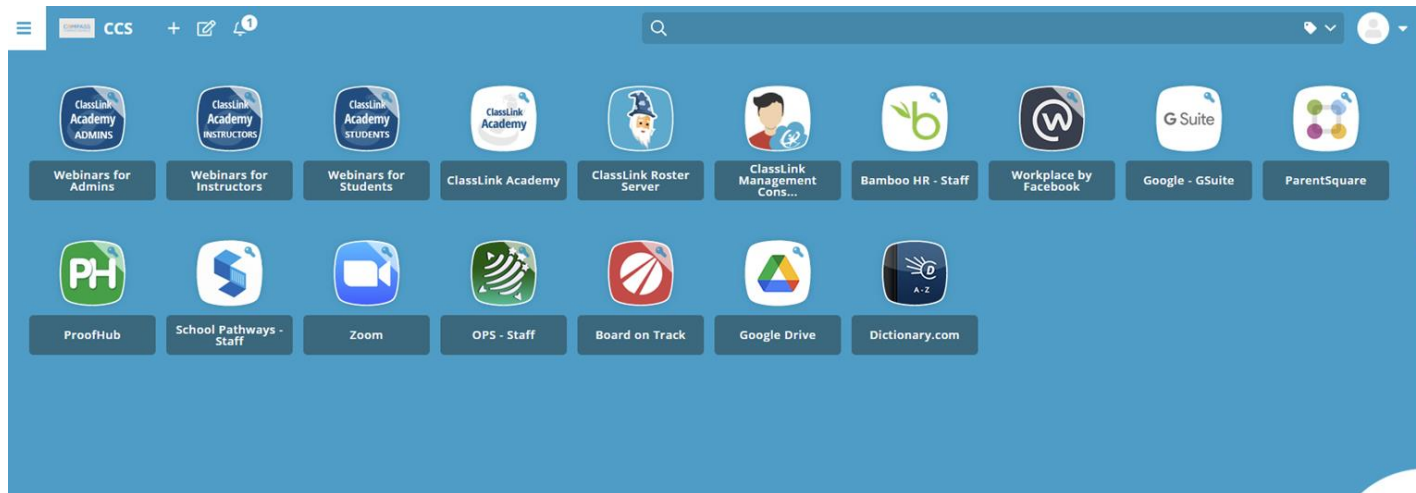 COMPASS
CCS
1
ClassLink
Academy
ADMINS
ClassLink
Academy
INSTRUCTORS
ClassLink
Academy
STUDENTS
ClassLink
Academy
G Suite
Webinars for
Admins
Webinars for
Instructors
Webinars for
Students
ClassLink Academy
ClassLink Roster
Server
ClassLink
Management
Cons...
Bamboo HR - Staff
Workplace by
Facebook
Google - GSuite
ParentSquare
PH
D
A-Z
ProofHub
School Pathways -
Staff
Zoom
OPS - Staff
Board on Track
Google Drive
Dictionary.com